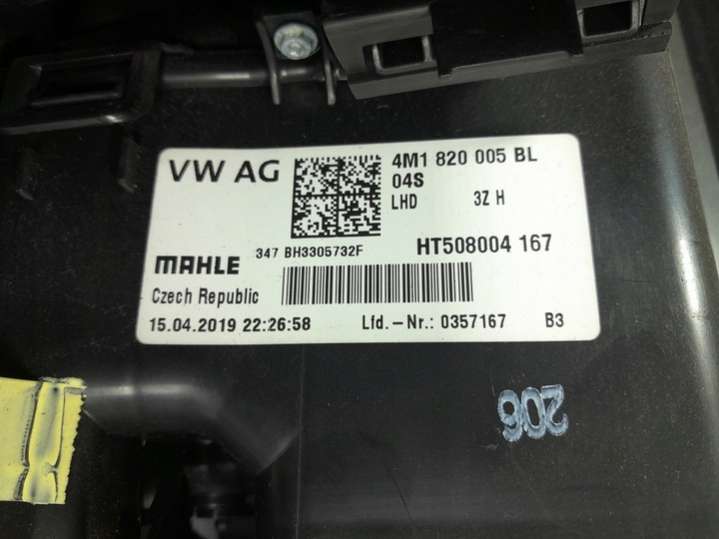 VW AG
4M1 820 005 BL
04S
LHD 3Z H
347 BH3305732F
HT508004 167
MAHLE
Czech Republic
15.04.2019 22:26:58 Lfd.-Nr.: 0357167 B3
206